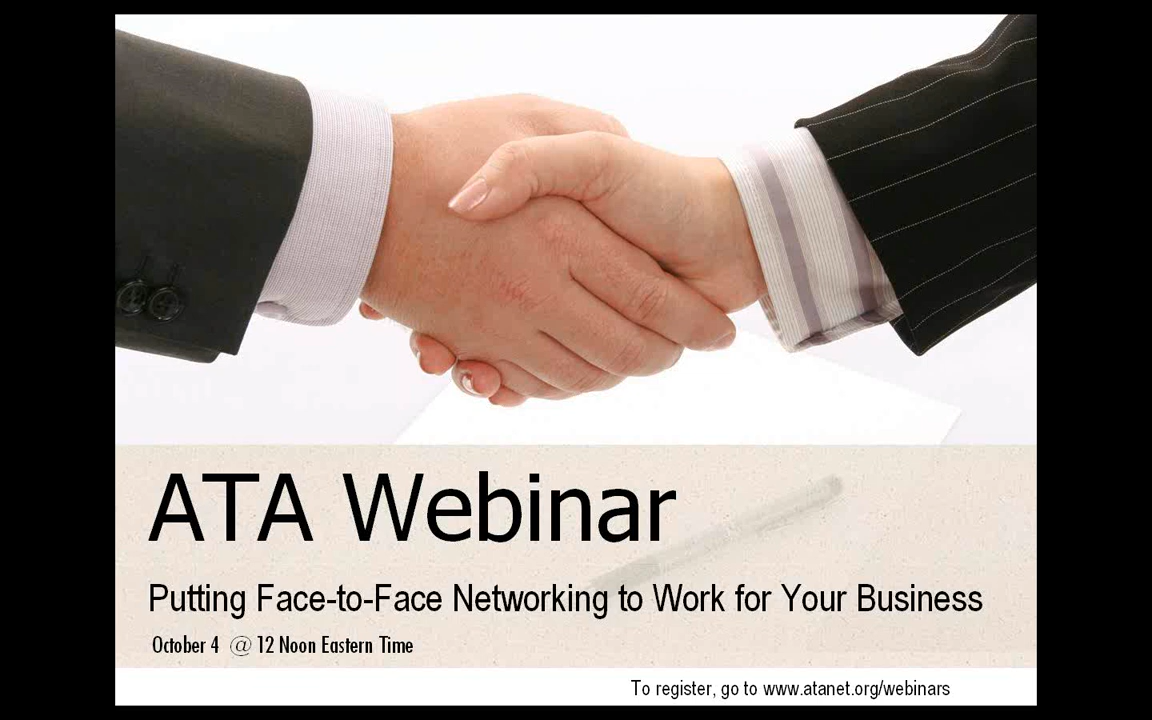 ATA Webinar
Putting Face-to-Face Networking to Work for Your Business
October 4 @ 12 Noon Eastern Time
To register, go to www.atanet.org/webinars